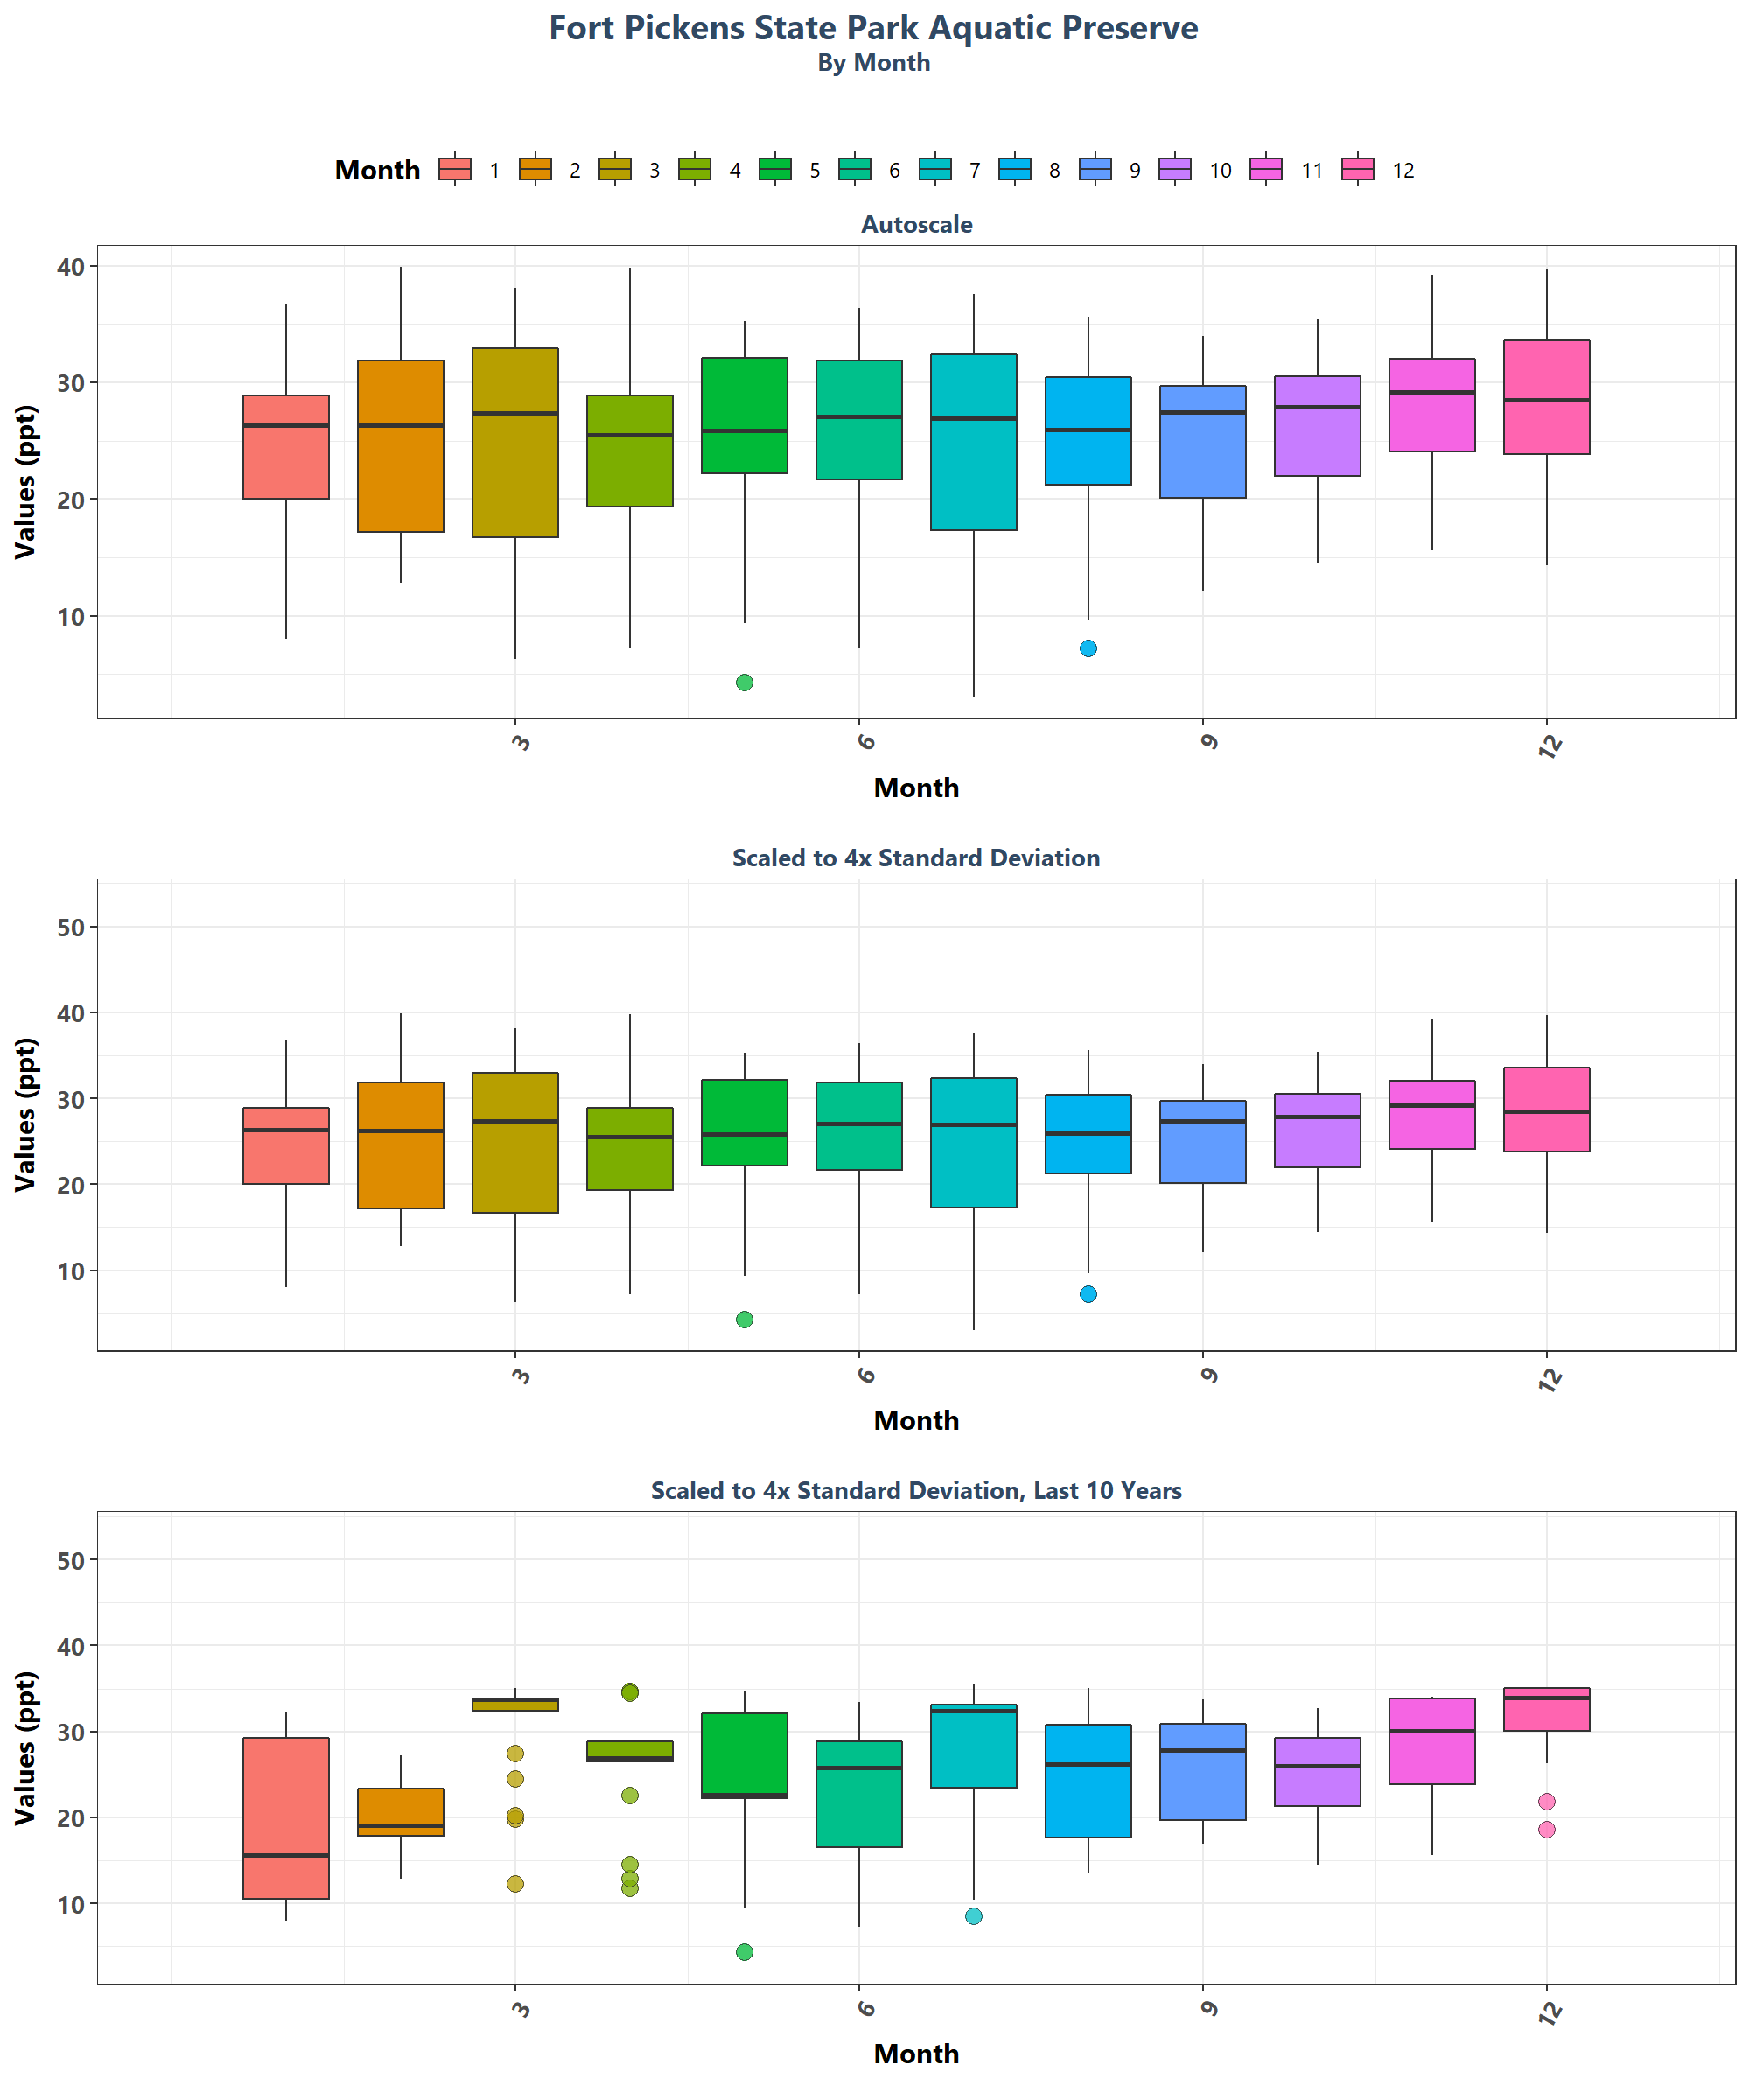 Fort Pickens State Park Aquatic Preserve
By Month
Month 1 2 3 4 5 6 7 8 9 10 11 12
Autoscale
Values (ppt)
40
30
20
10
3 6 9 12
Month
Scaled to 4x Standard Deviation
Values (ppt)
50
40
30
20
10
3 6 9 12
Month
Scaled to 4x Standard Deviation, Last 10 Years
Values (ppt)
50
40
30
20
10
3 6 9 12
Month